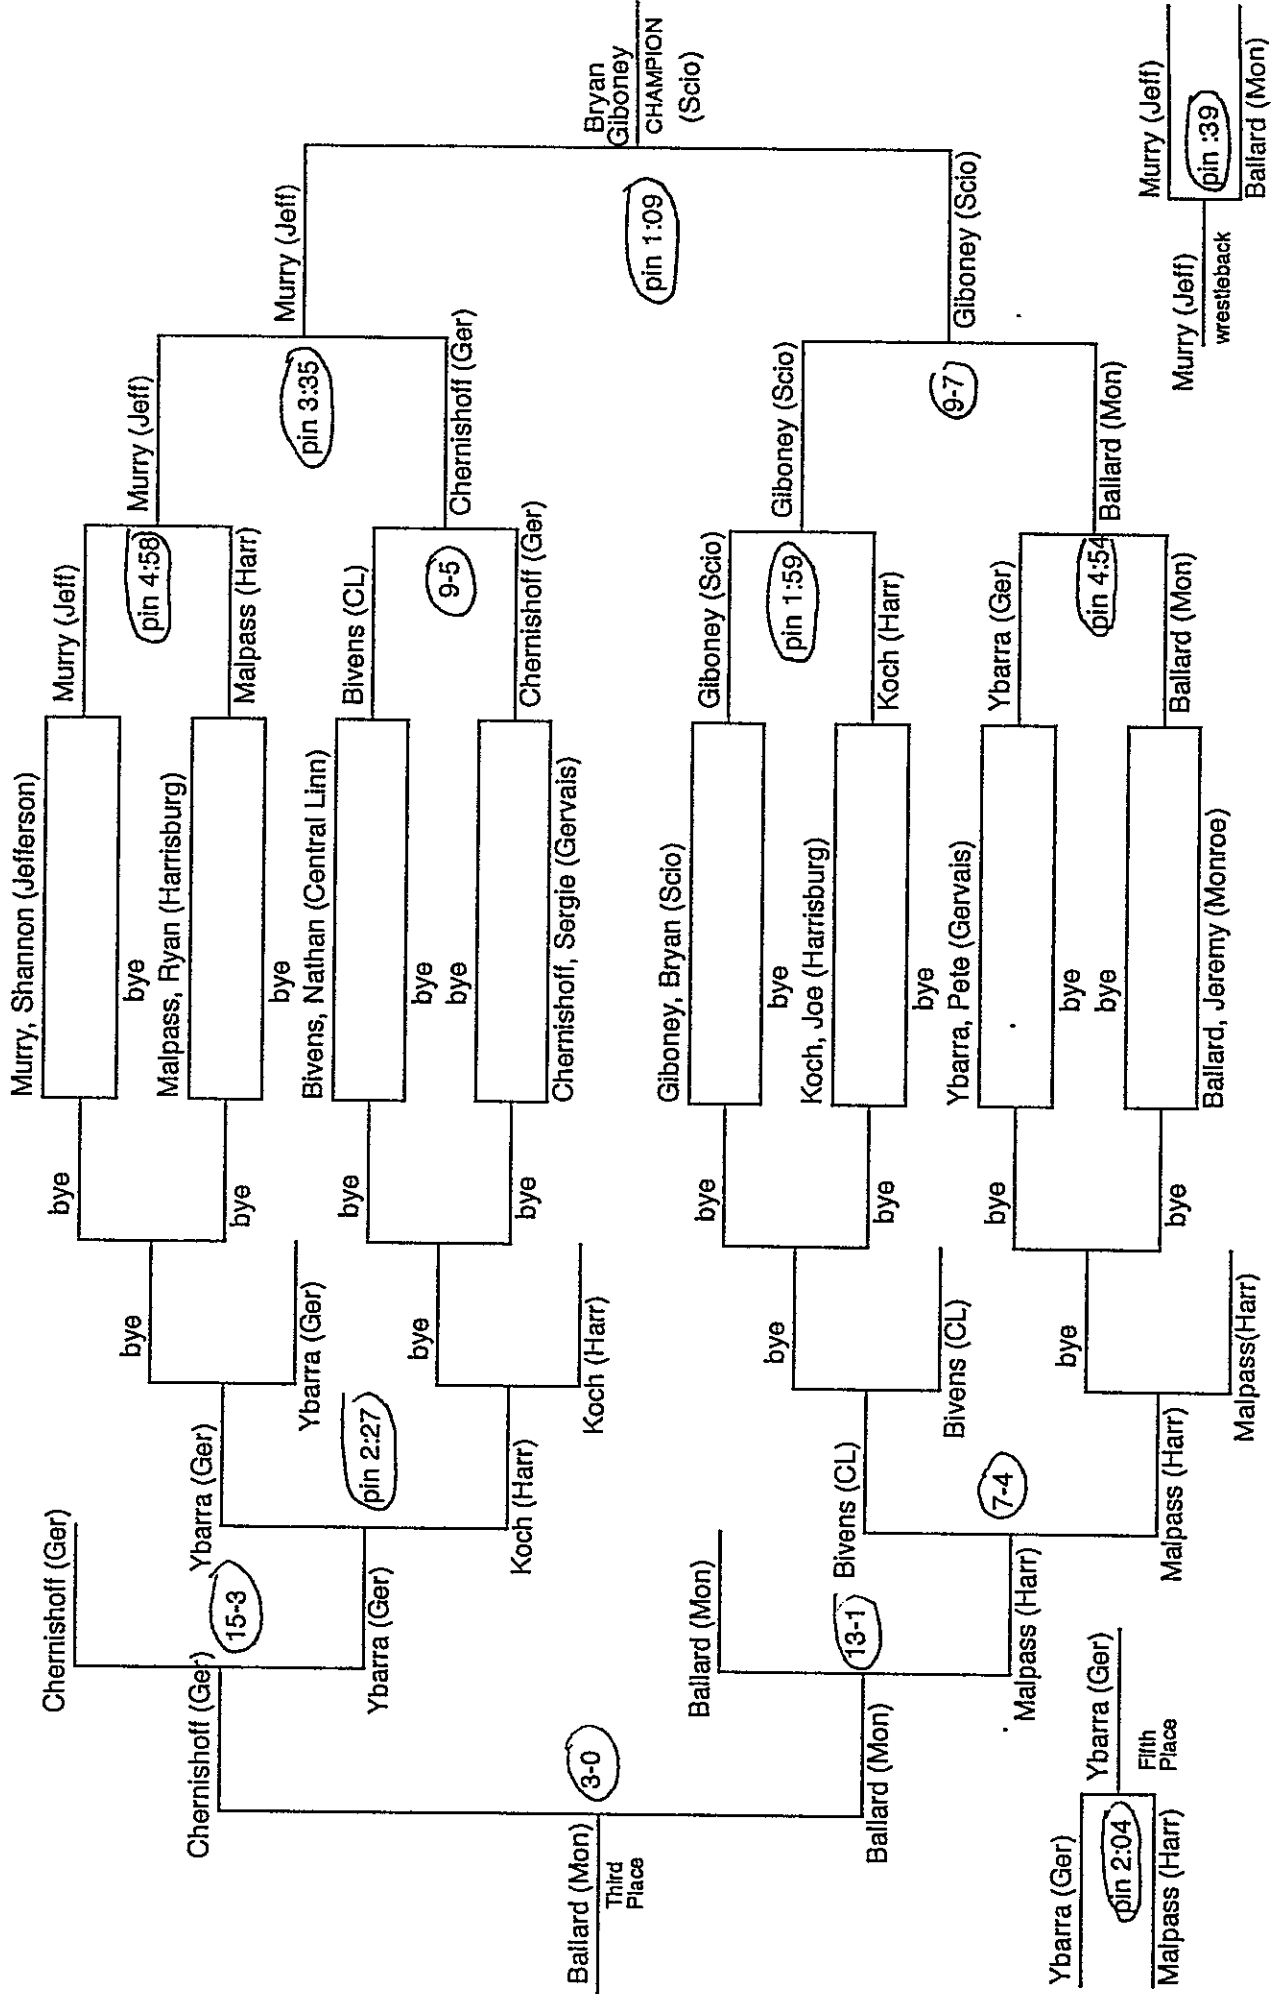 Murry, Shannon (Jefferson)
bye
Malpass, Ryan (Harrisburg)
bye
Bivens, Nathan (Central Linn)
bye
bye
Chernishoff, Sergie (Gervais)
Giboney, Bryan (Scio)
bye
Koch, Joe (Harrisburg)
bye
Ybarra, Pete (Gervais)
bye
bye
Ballard, Jeremy (Monroe)
Murry (Jeff)
pin 4:58
Malpass (Harr)
Bivens (CL)
9-5
Chernishoff (Ger)
Giboney (Scio)
pin 1:59
Koch (Harr)
Ybarra (Ger)
pin 4:54
Ballard (Mon)
Murry (Jeff)
pin 3:35
Chernishoff (Ger)
Giboney (Scio)
9-7
Ballard (Mon)
Murry (Jeff)
pin 1:09
Giboney (Scio)
Bryan
Giboney
CHAMPION
(Scio)
Murry (Jeff)
pin :39
Ballard (Mon)
Murry (Jeff)
wrestleback
bye
bye
bye
bye
bye
bye
bye
bye
bye
Ybarra (Ger)
bye
Koch (Harr)
bye
Bivens (CL)
bye
Malpass(Harr)
Ybarra (Ger)
pin 2:27
Koch (Harr)
Bivens (CL)
7-4
Malpass (Harr)
Chernishoff (Ger)
15-3
Ybarra (Ger)
Ballard (Mon)
13-1
Malpass (Harr)
Chernishoff (Ger)
3-0
Ballard (Mon)
Ballard (Mon)
Third
Place
Ybarra (Ger)
pin 2:04
Malpass (Harr)
Ybarra (Ger)
Fifth
Place